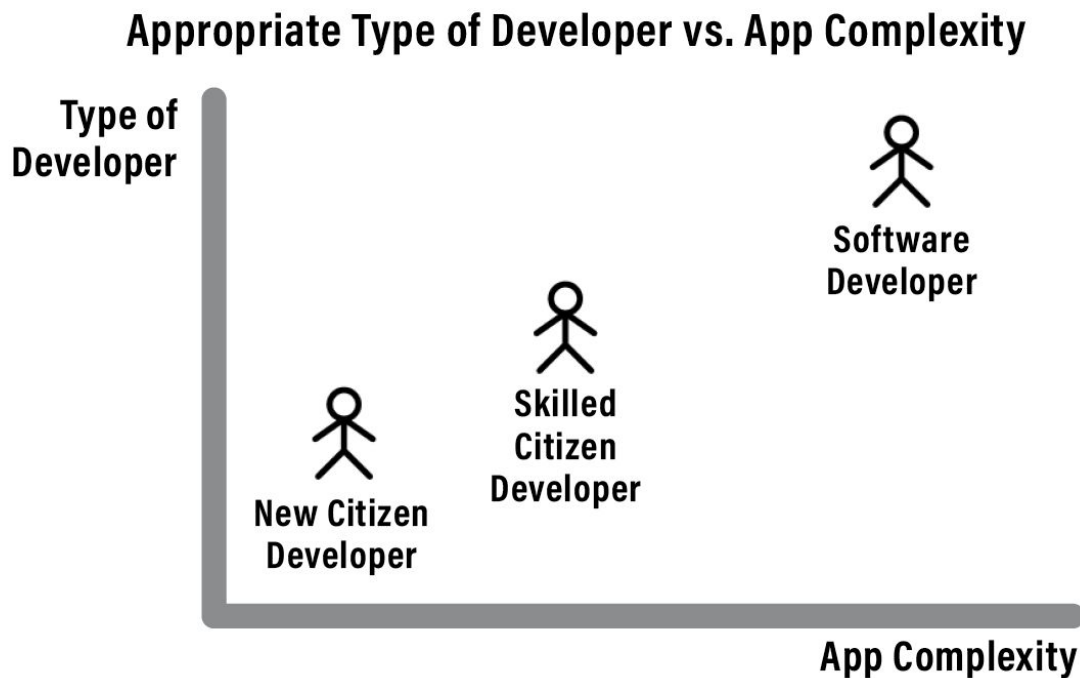 Appropriate Type of Developer vs. App Complexity
Type of
Developer
Software
Developer
Skilled
Citizen
Developer
New Citizen
Developer
App Complexity